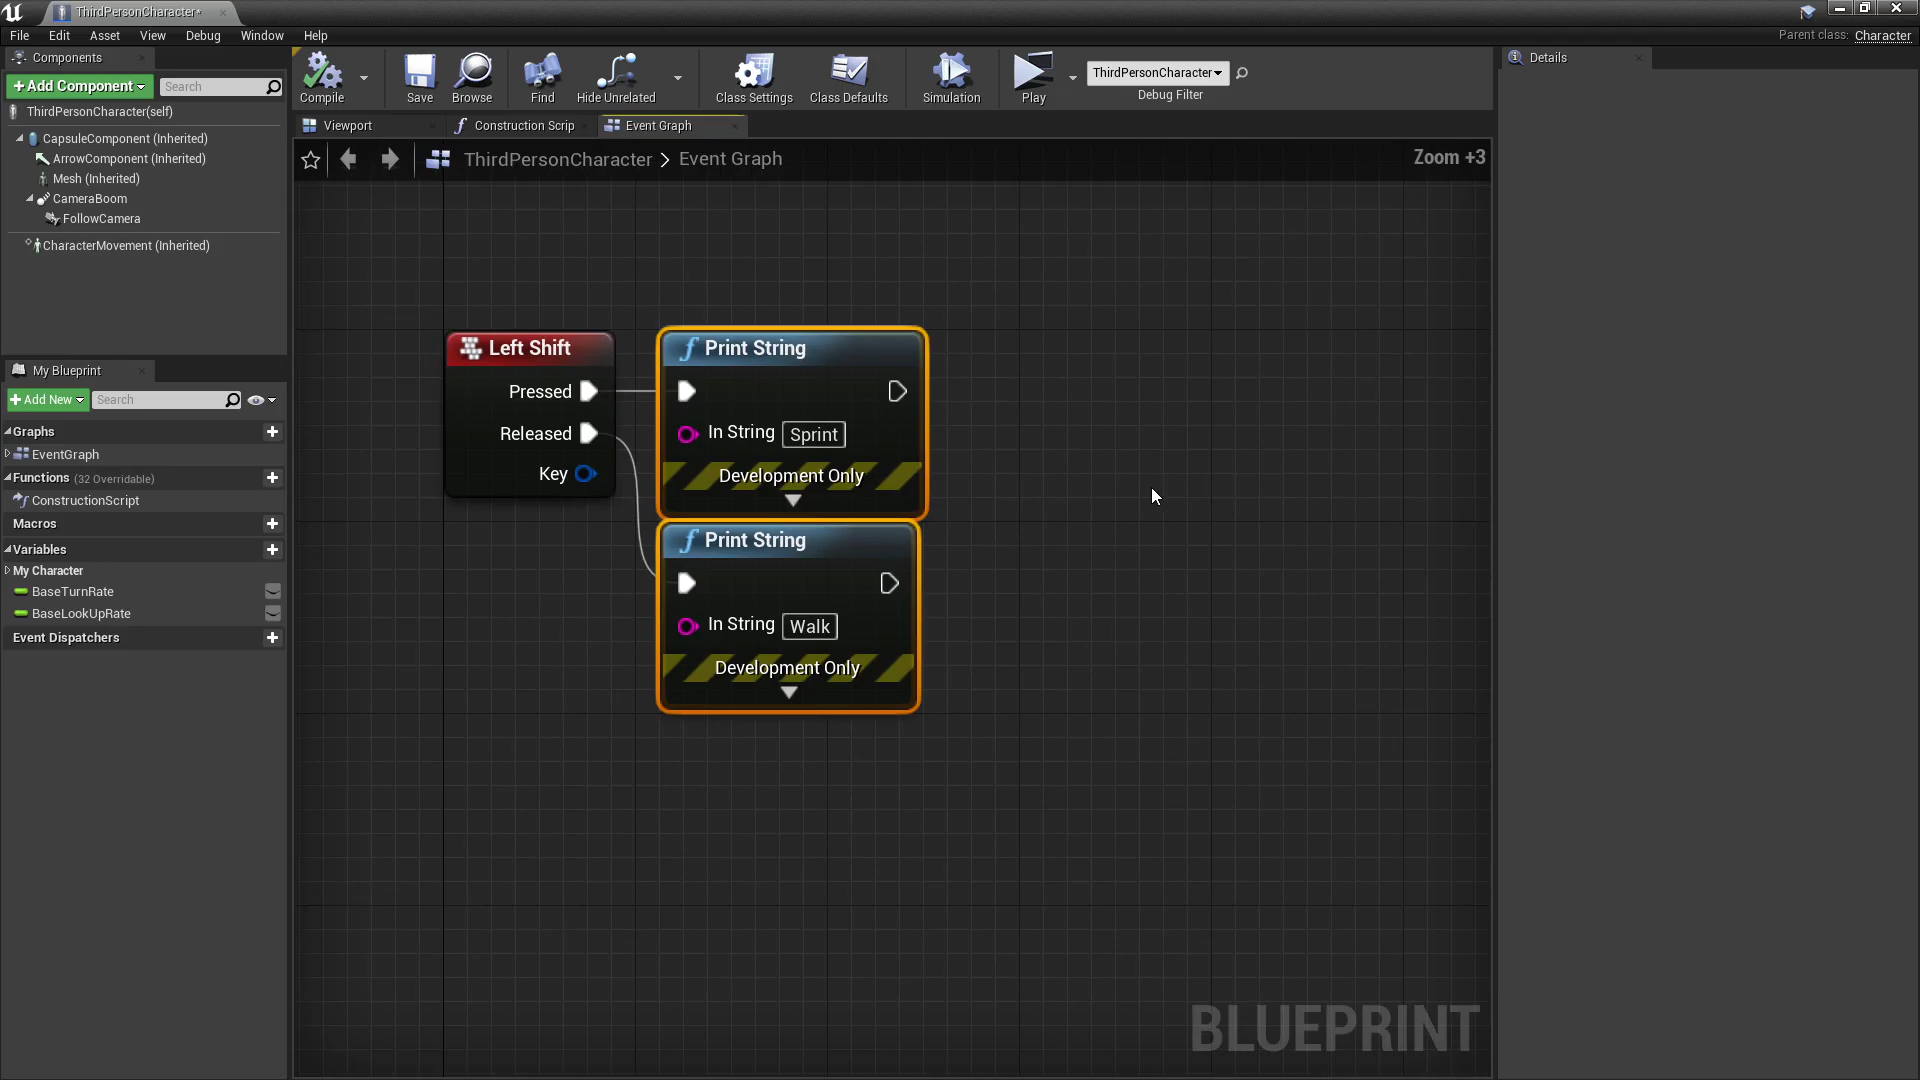 ThirdPersonCharacter*
File Edit Asset View Debug Window Help
Parent class: Character
Components
+Add Component
Search
ThirdPersonCharacter(self)
CapsuleComponent (Inherited)
ArrowComponent (Inherited)
Mesh (Inherited)
CameraBoom
FollowCamera
CharacterMovement (Inherited)
My Blueprint
+Add New
Search
Graphs
EventGraph
Functions (32 Overridable)
ConstructionScript
Macros
Variables
My Character
BaseTurnRate
BaseLookUpRate
Event Dispatchers
Compile
Save
Browse
Find
Hide Unrelated
Class Settings
Class Defaults
Simulation
Play
ThirdPersonCharacter
Debug Filter
Viewport
Construction Scrip
Event Graph
ThirdPersonCharacter > Event Graph
Zoom +3
Left Shift
Pressed
Released
Key
Print String
In String Sprint
Development Only
Print String
In String Walk
Development Only
BLUEPRINT
Details